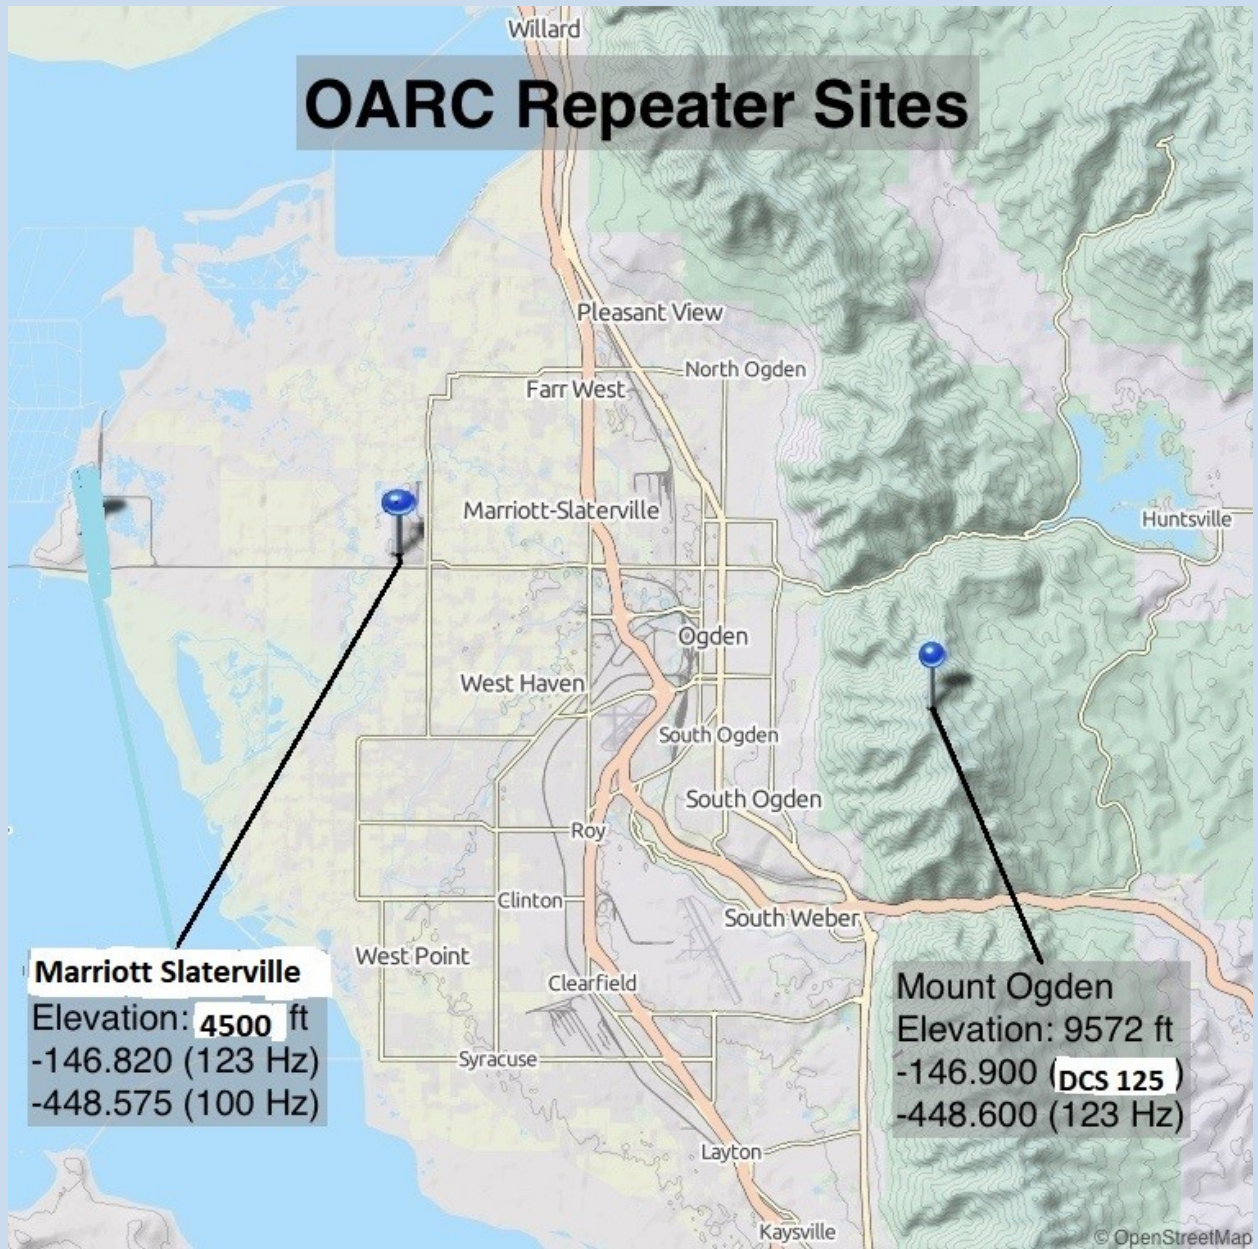 Willard
OARC Repeater Sites
Pleasant View
North Ogden
Farr West
Marriott-Slaterville
Huntsville
Ogden
West Haven
South Ogden
South Ogden
Roy
Clinton
South Weber
West Point
Clearfield
Marriott Slaterville
Elevation: 4500 ft
-146.820 (123 Hz)
-448.575 (100 Hz)
Mount Ogden
Elevation: 9572 ft
-146.900 (DCS 125 )
-448.600 (123 Hz)
Syracuse
Layton
Kaysville
© OpenStreetMap